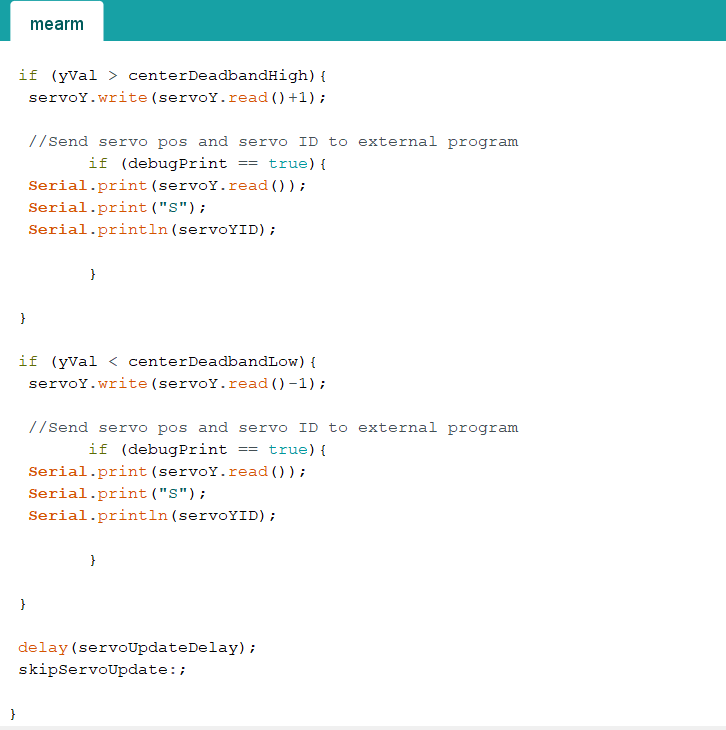 mearm
if (yVal > centerDeadbandHigh){
servoY.write(servoY.read()+1);
//Send servo pos and servo ID to external program
if (debugPrint == true){
Serial.print(servoY.read());
Serial.print("S");
Serial.println(servoYID);
}
}
if (yVal < centerDeadbandLow){
servoY.write(servoY.read()-1);
//Send servo pos and servo ID to external program
if (debugPrint == true){
Serial.print(servoY.read());
Serial.print("S");
Serial.println(servoYID);
}
}
delay(servoUpdateDelay);
skipServoUpdate:;
}